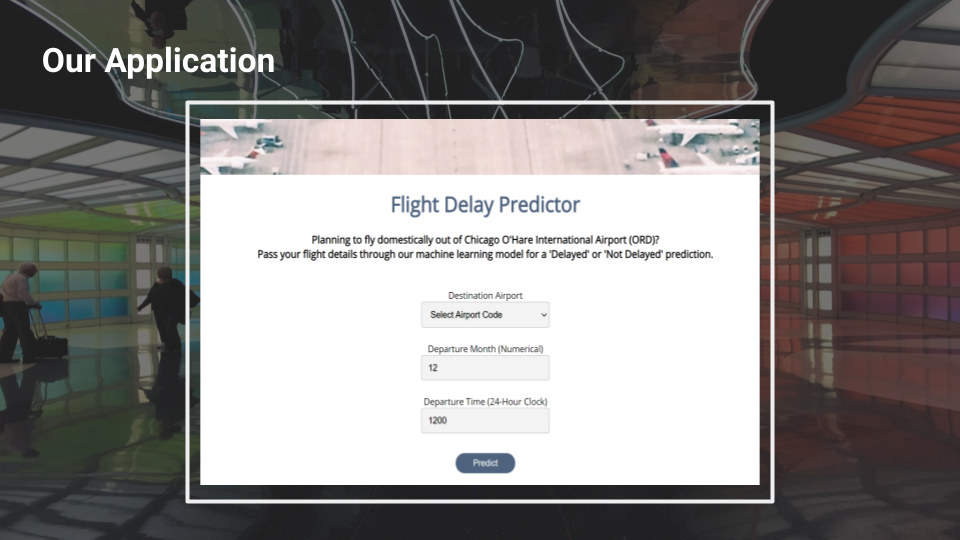 Our Application
Flight Delay Predictor
Planning to fly domestically out of Chicago O'Hare International Airport (ORD)?
Pass your flight details through our machine learning model for a 'Delayed' or 'Not Delayed' prediction.
Destination Airport
Select Airport Code
Departure Month (Numerical)
12
Departure Time (24-Hour Clock)
1200
Predict